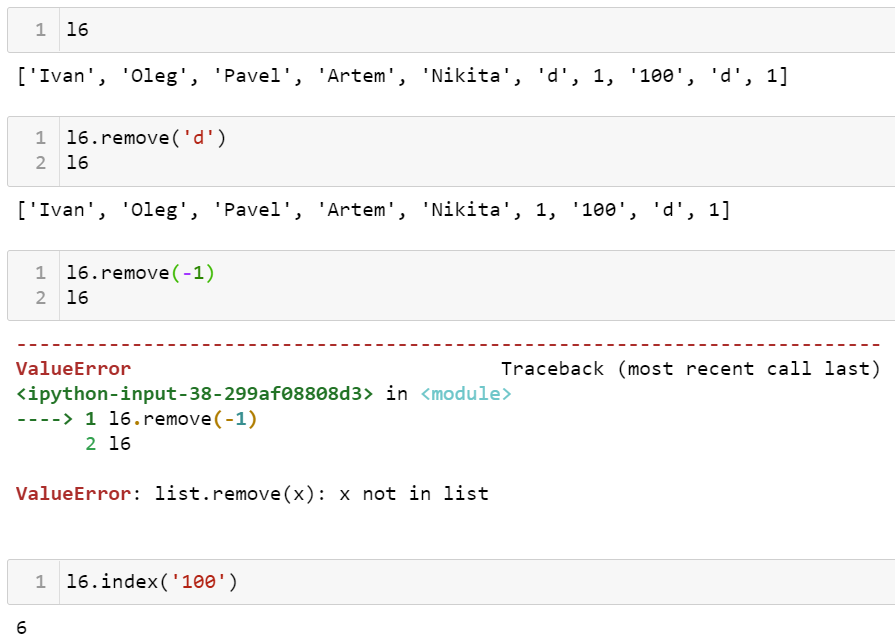 1 l6
['Ivan', 'Oleg', 'Pavel', 'Artem', 'Nikita', 'd', 1, '100', 'd', 1]
1 l6.remove('d')
2 l6
['Ivan', 'Oleg', 'Pavel', 'Artem', 'Nikita', 1, '100', 'd', 1]
1 l6.remove(-1)
2 l6
---------------------------------------------------------------------------
ValueError                                Traceback (most recent call last)
<ipython-input-38-299af08808d3> in <module>
----> 1 l6.remove(-1)
      2 l6
ValueError: list.remove(x): x not in list
1 l6.index('100')
6